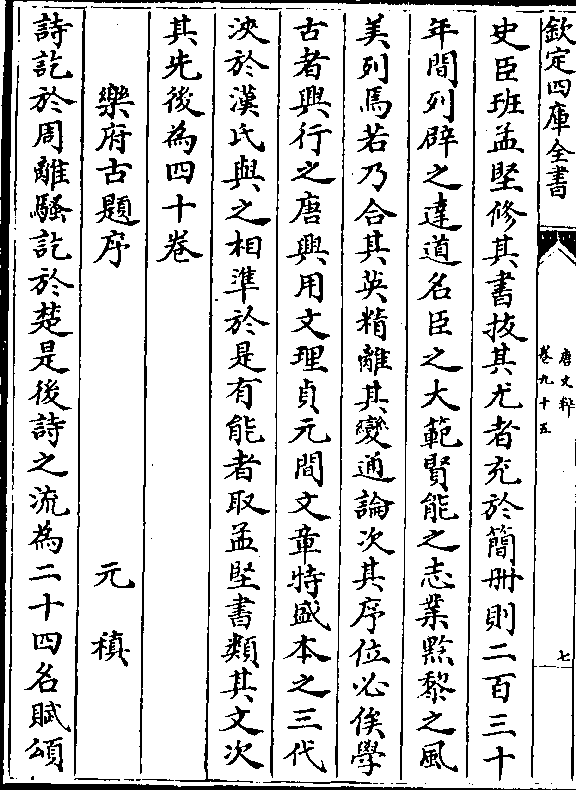 欽定四庫全書
唐文粹
卷九十五
七
史臣班孟堅修其書拔其尤者充於簡冊則二百三十
年間列辟之達道名臣之大範賢能之志業黔黎之風
美列焉若乃合其英精離其變通論次其序位必俟學
古者興行之唐興用文理貞元間文章特盛本之三代
浹於漢氏與之相準於是有能者取孟堅書類其文次
其先後為四十卷
樂府古題序 元稹
詩訖於周離騷訖於楚是後詩之流為二十四名賦頌